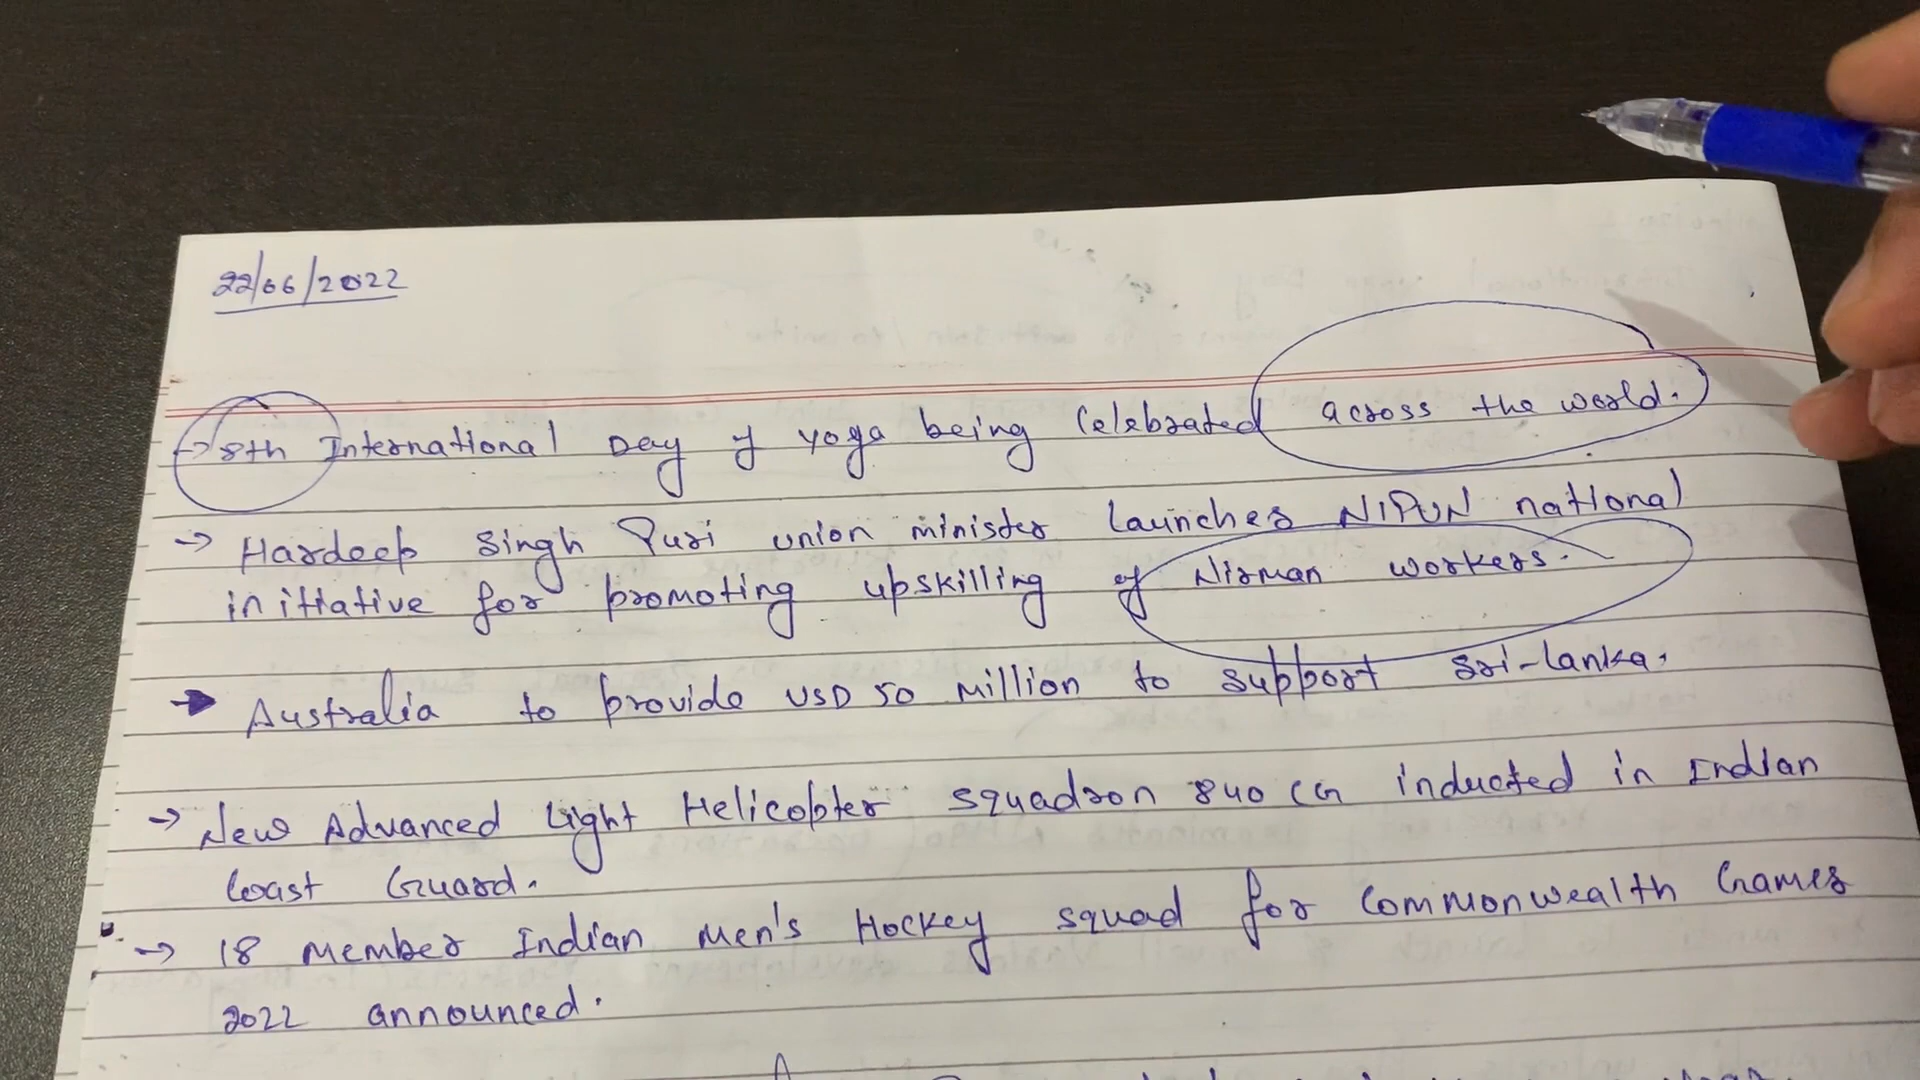 22/06/2022
→ 8th International Day of yoga being Celebrated across the world.
→ Hardeep Singh Puri union minister launches NIPUN national
initiative for promoting upskilling of Nirman workers.
→ Australia to provide USD 50 million to support Sri-lanka.
→ New Advanced Light Helicopter squadron 840 CG inducted in Indian
Coast Guard.
→ 18 member Indian Men's Hockey squad for Commonwealth Games
2022 announced.